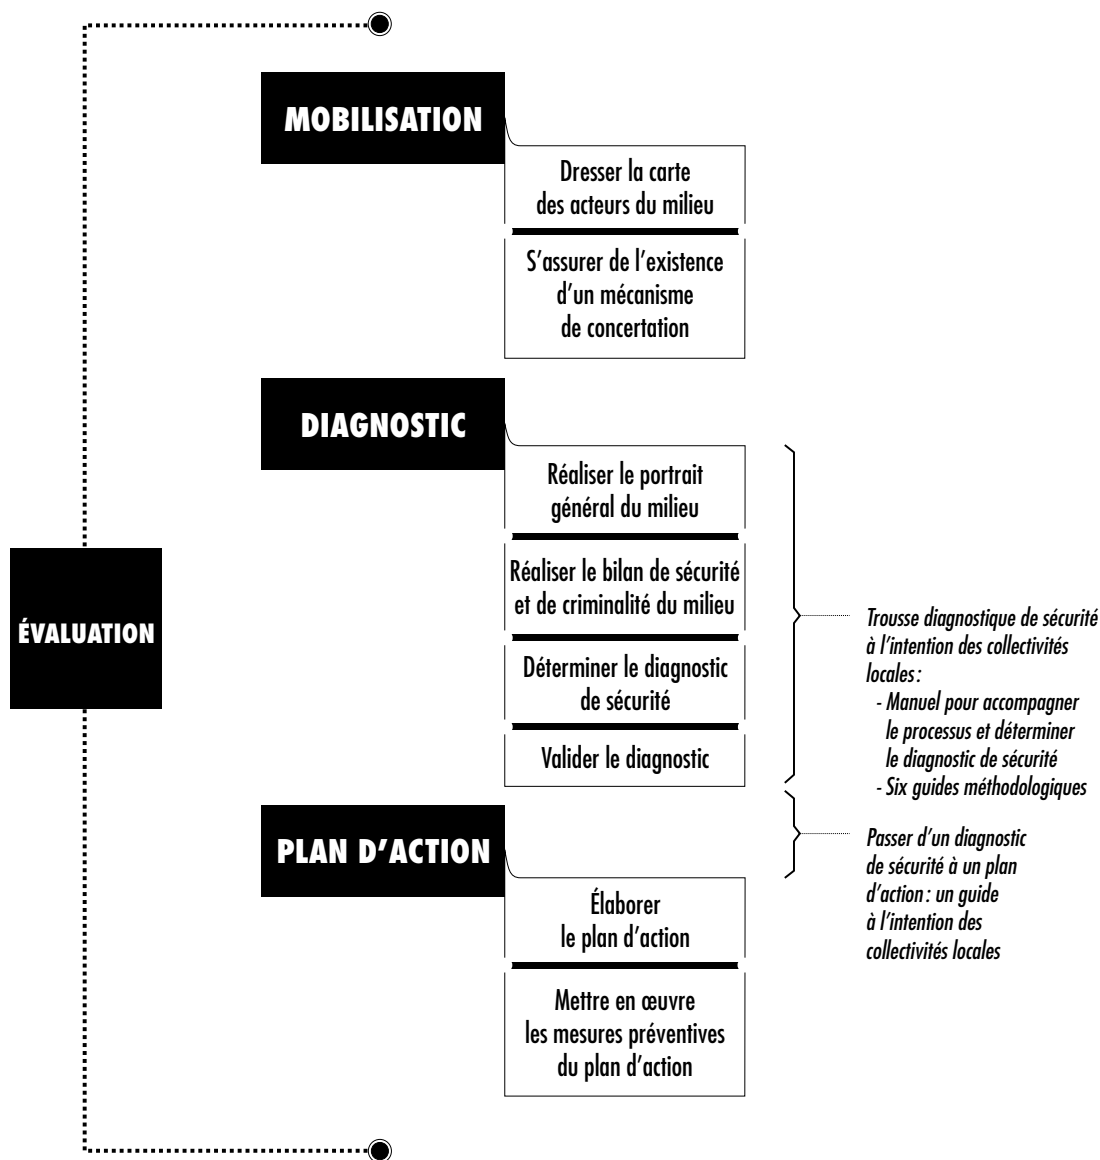 MOBILISATION
Dresser la carte
des acteurs du milieu
S’assurer de l’existence
d’un mécanisme
de concertation
DIAGNOSTIC
Réaliser le portrait
général du milieu
Réaliser le bilan de sécurité
et de criminalité du milieu
Déterminer le diagnostic
de sécurité
Valider le diagnostic
ÉVALUATION
Trousse diagnostique de sécurité
à l’intention des collectivités
locales :
- Manuel pour accompagner
le processus et déterminer
le diagnostic de sécurité
- Six guides méthodologiques
PLAN D’ACTION
Élaborer
le plan d’action
Mettre en œuvre
les mesures préventives
du plan d’action
Passer d’un diagnostic
de sécurité à un plan
d’action : un guide
à l’intention des
collectivités locales